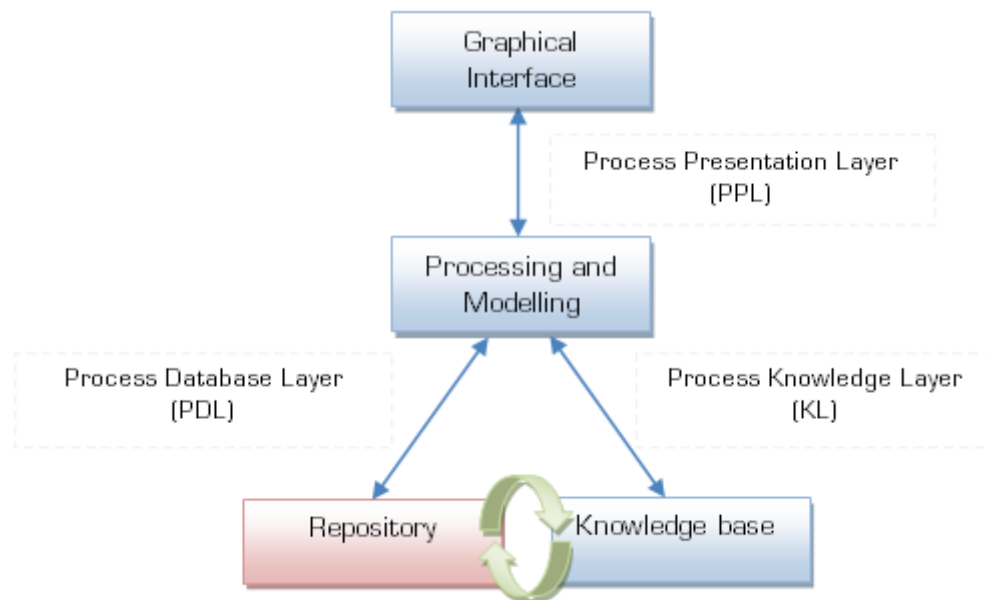 Graphical
Interface
Process Presentation Layer
(PPL)
Processing and
Modelling
Process Database Layer
(PDL)
Process Knowledge Layer
(KL)
Repository
Knowledge base